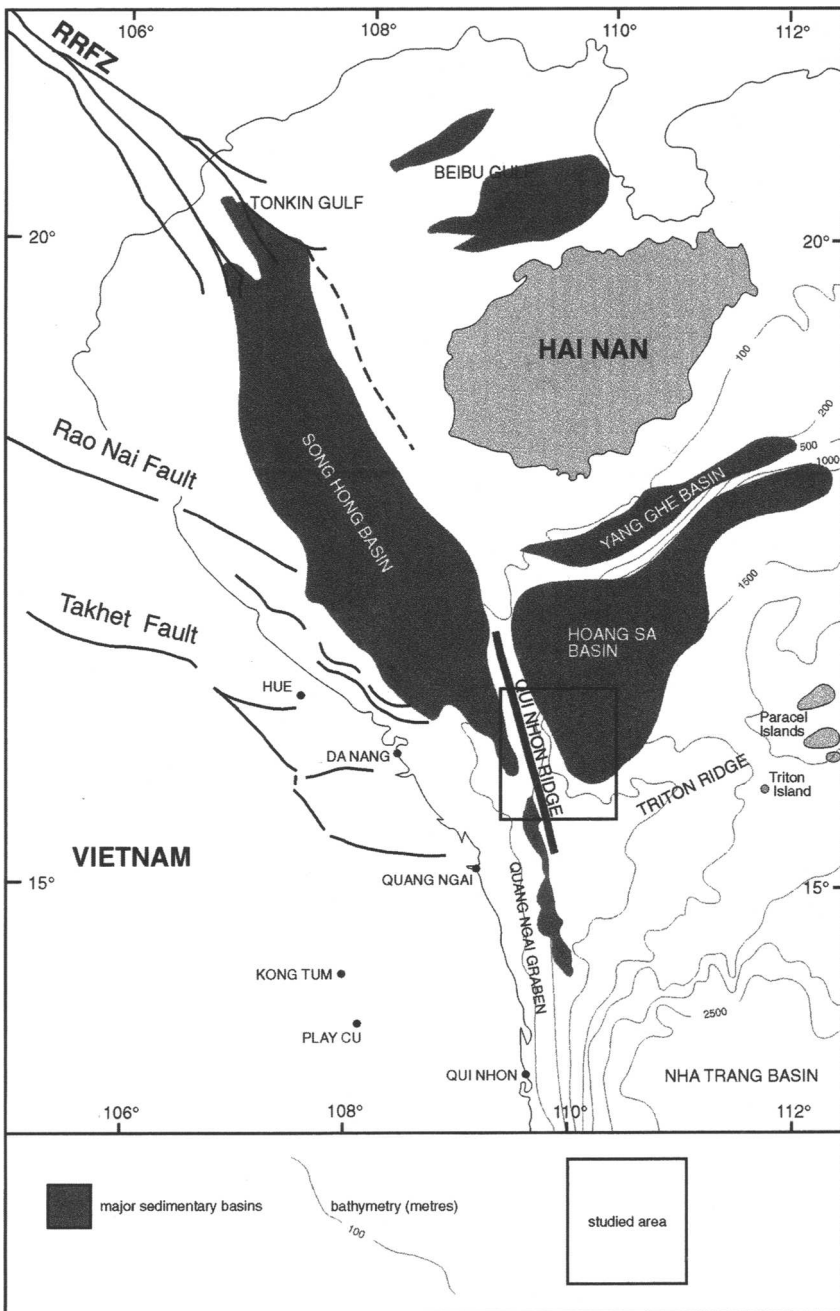 106°
108°
110°
112°
RRFZ
BEIBU GULF
TONKIN GULF
20°
20°
HAI NAN
100
200
500
1000
Rao Nai Fault
SONG HONG BASIN
YANG GHE BASIN
1500
Takhet Fault
HOANG SA
BASIN
HUE
QUI NHON RIDGE
Paracel
Islands
DA NANG
TRITON RIDGE
Triton
Island
VIETNAM
15°
QUANG NGAI
15°
QUANG NGAI GRABEN
KONG TUM
2500
PLAY CU
QUI NHON
NHA TRANG BASIN
106°
108°
110°
112°
major sedimentary basins
bathymetry (metres)
100
studied area